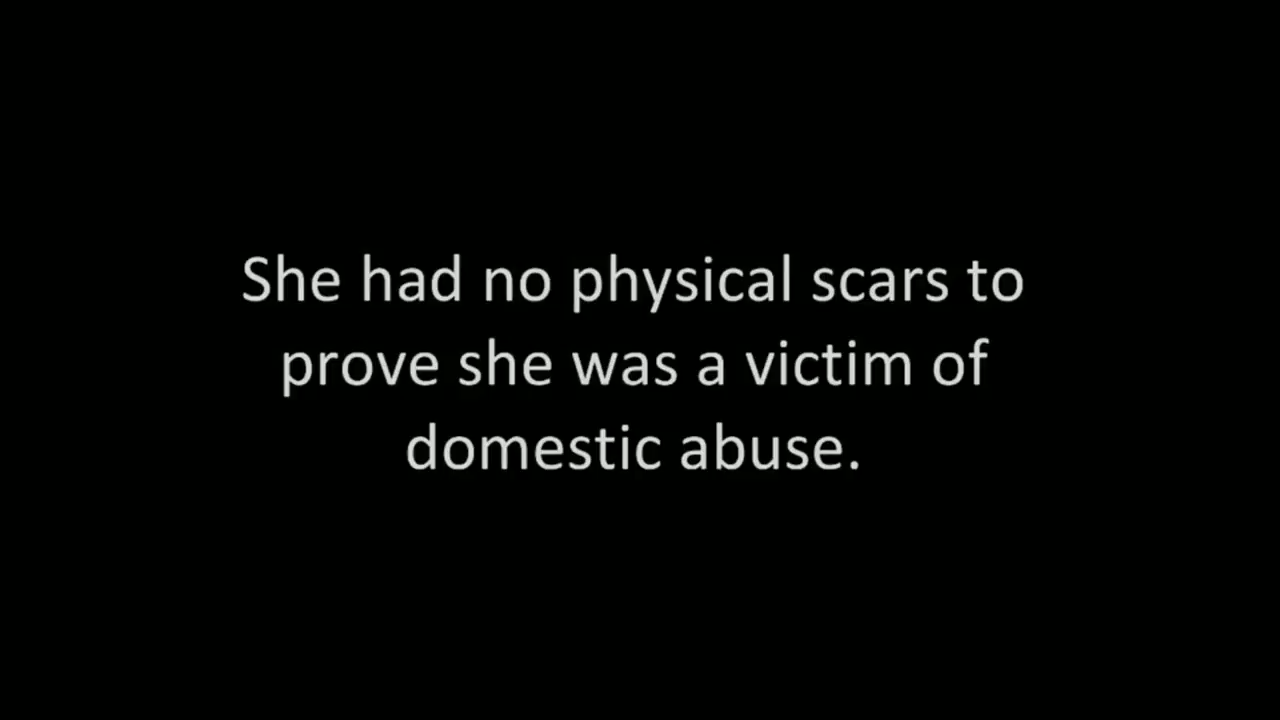 She had no physical scars to
prove she was a victim of
domestic abuse.